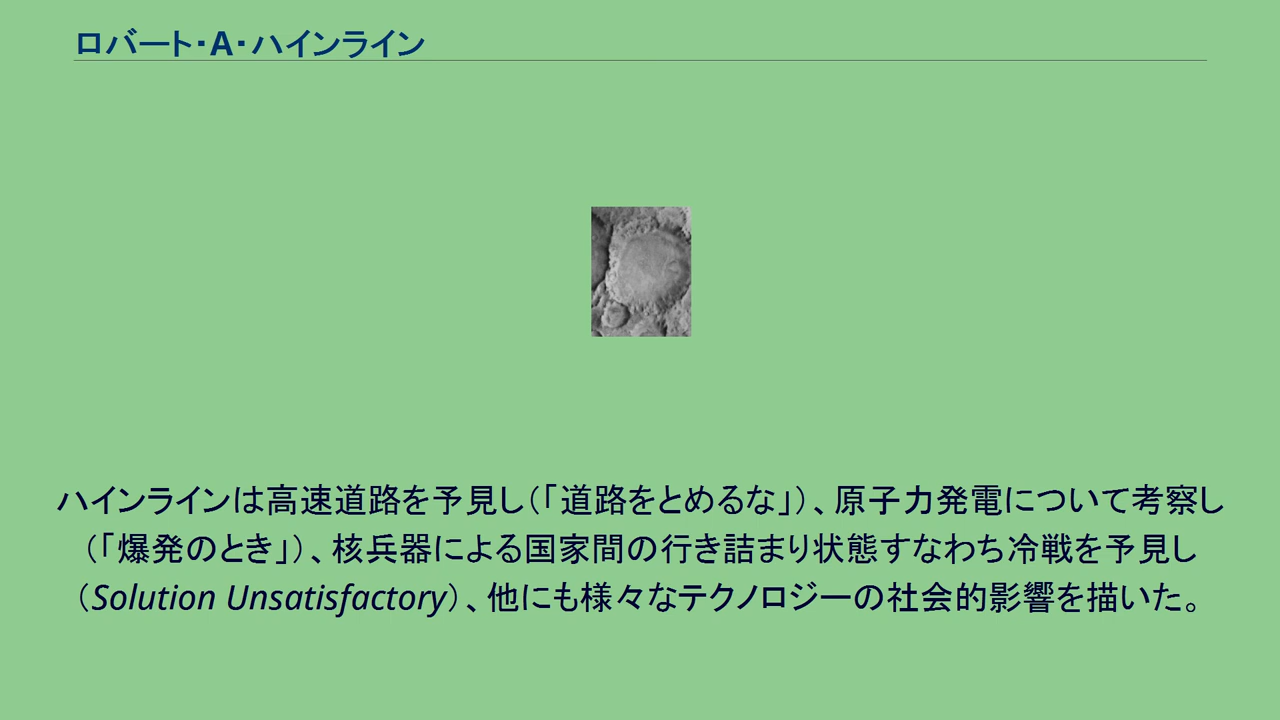 ロバート・A・ハインライン
ハインラインは高速道路を予見し(「道路をとめるな」)、原子力発電について考察し
(「爆発のとき」)、核兵器による国家間の行き詰まり状態すなわち冷戦を予見し
(Solution Unsatisfactory)、他にも様々なテクノロジーの社会的影響を描いた。